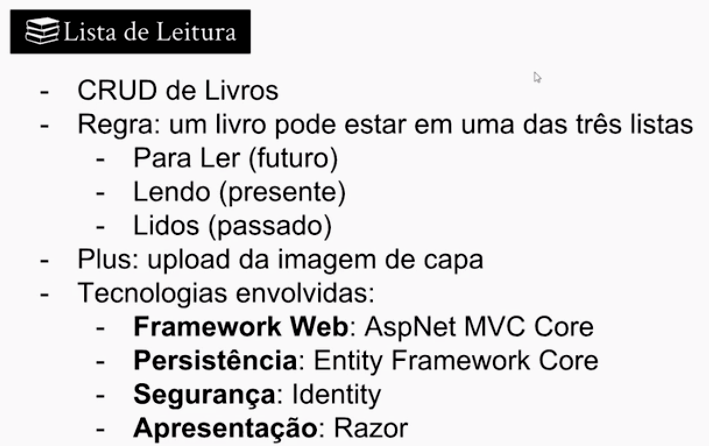 Lista de Leitura
- CRUD de Livros
- Regra: um livro pode estar em uma das três listas
- Para Ler (futuro)
- Lendo (presente)
- Lidos (passado)
- Plus: upload da imagem de capa
- Tecnologias envolvidas:
- Framework Web: AspNet MVC Core
- Persistência: Entity Framework Core
- Segurança: Identity
- Apresentação: Razor